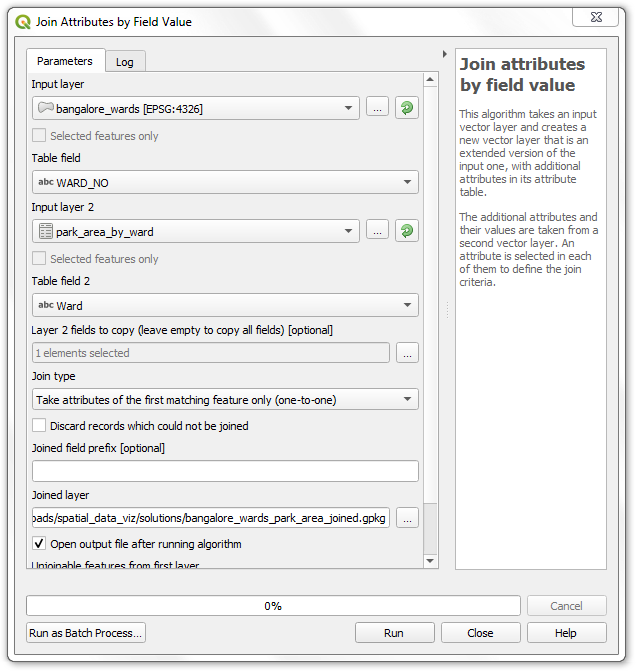 Join Attributes by Field Value
Parameters
Log
Input layer
bangalore_wards [EPSG:4326]
...
Selected features only
Table field
abc WARD_NO
Input layer 2
park_area_by_ward
...
Selected features only
Table field 2
abc Ward
Layer 2 fields to copy (leave empty to copy all fields) [optional]
1 elements selected
...
Join type
Take attributes of the first matching feature only (one-to-one)
Discard records which could not be joined
Joined field prefix [optional]
Joined layer
oads/spatial_data_viz/solutions/bangalore_wards_park_area_joined.gpkg
...
Open output file after running algorithm
Unjoinable features from first layer
Join attributes
by field value
This algorithm takes an input
vector layer and creates a
new vector layer that is an
extended version of the
input one, with additional
attributes in its attribute
table.
The additional attributes and
their values are taken from a
second vector layer. An
attribute is selected in each
of them to define the join
criteria.
0%
Cancel
Run as Batch Process...
Run
Close
Help